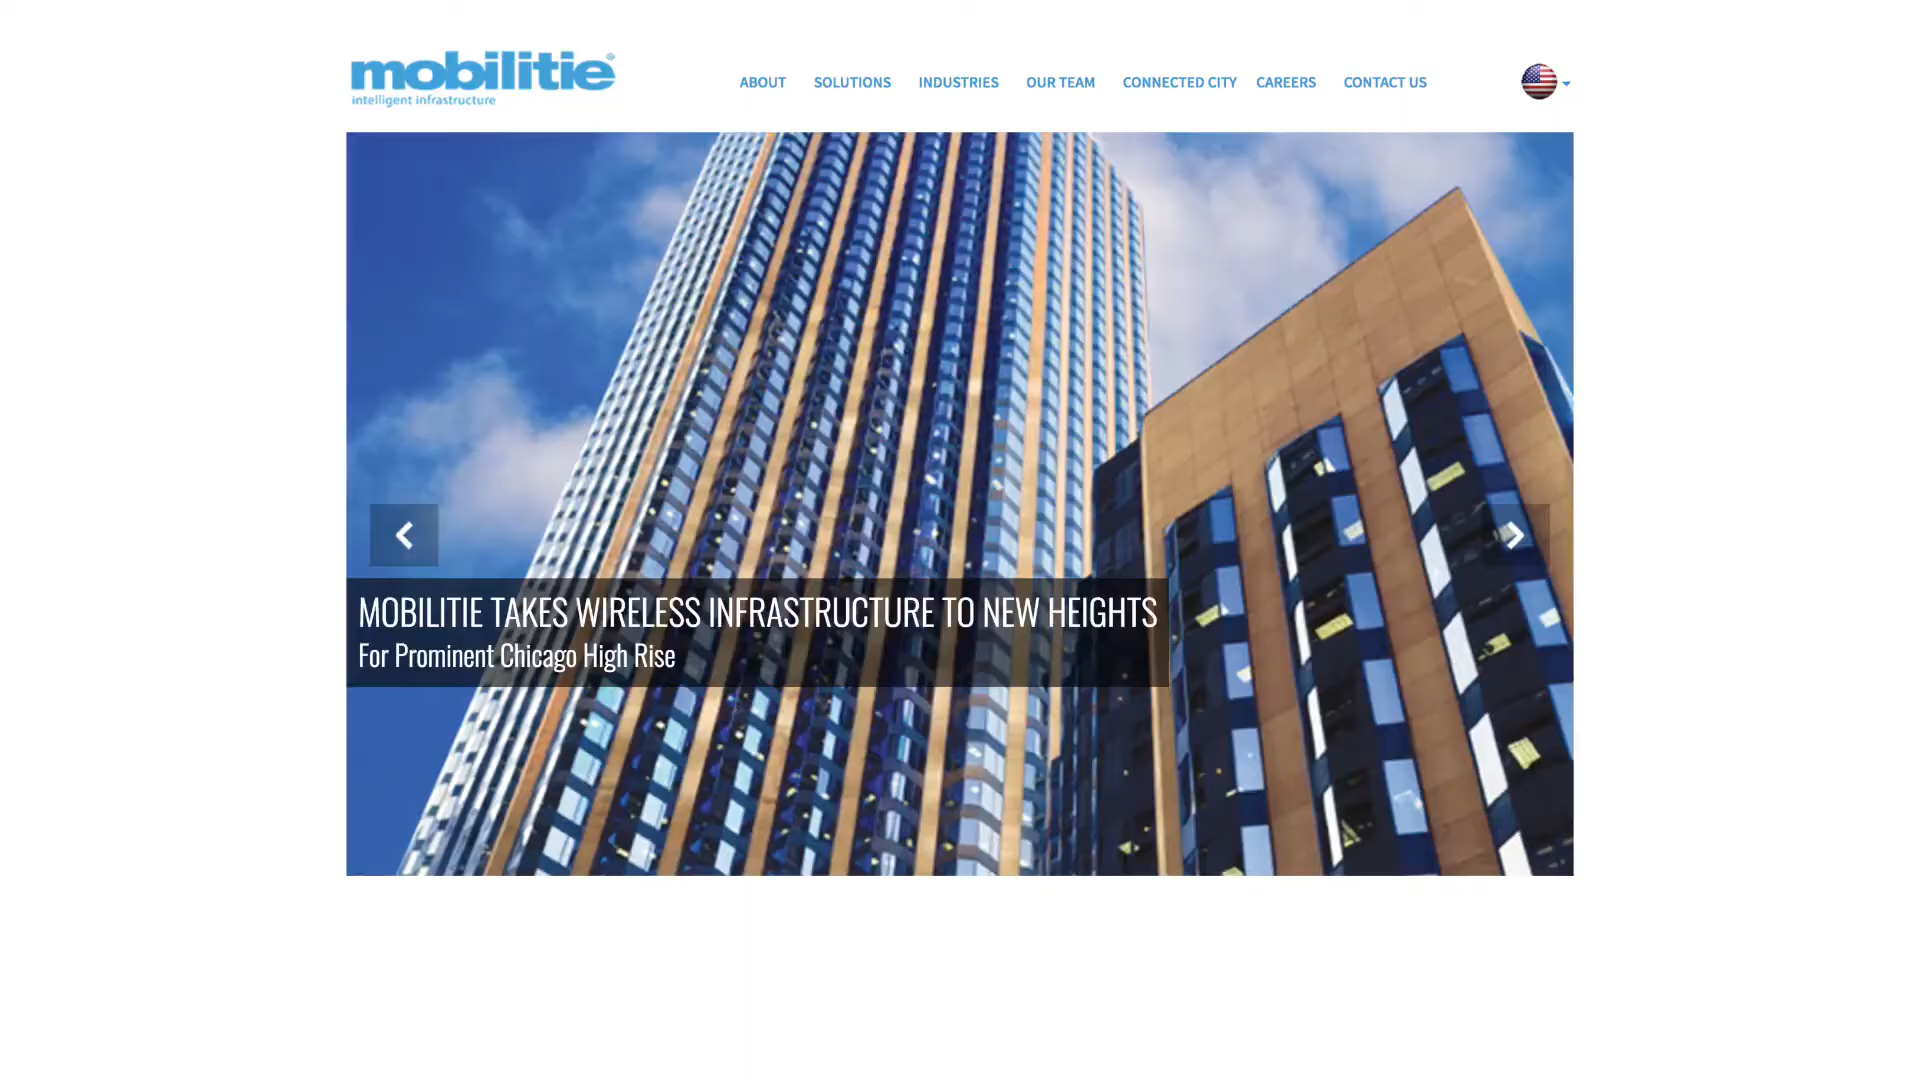 mobilitie®
intelligent infrastructure
ABOUT SOLUTIONS INDUSTRIES OUR TEAM CONNECTED CITY CAREERS CONTACT US
MOBILITIE TAKES WIRELESS INFRASTRUCTURE TO NEW HEIGHTS
For Prominent Chicago High Rise